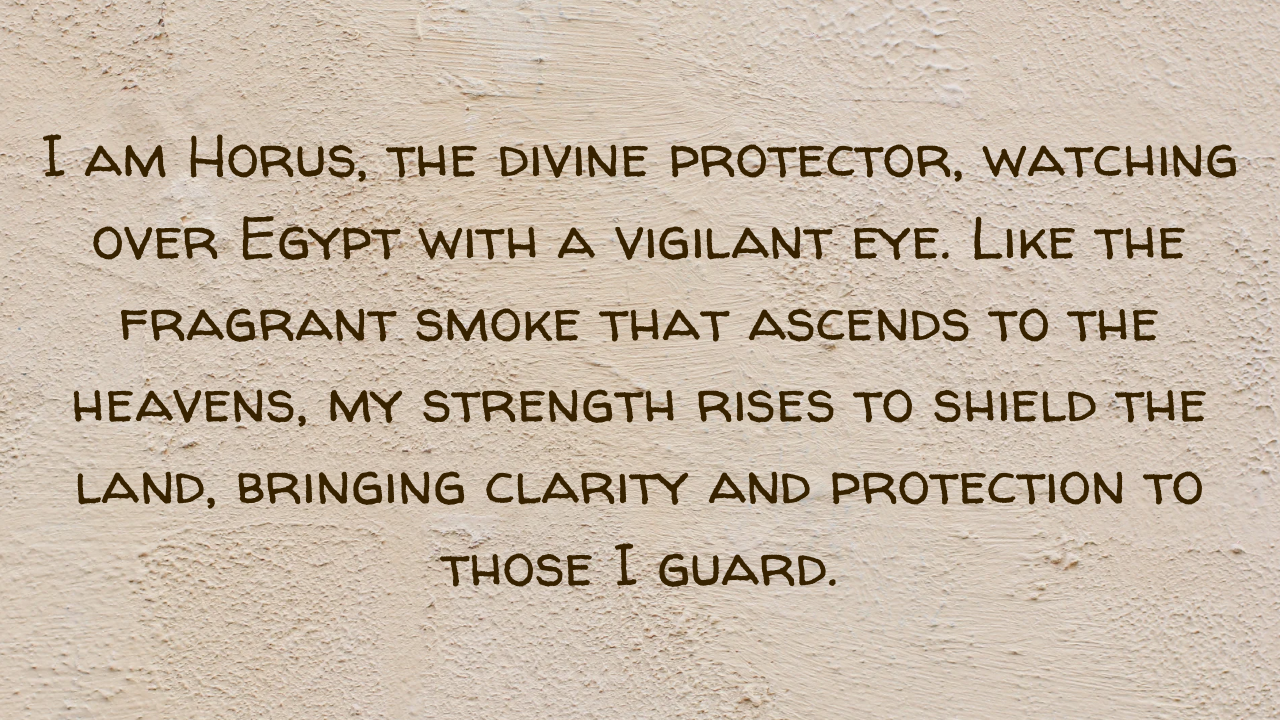 I am Horus, the divine protector, watching
over Egypt with a vigilant eye. Like the
fragrant smoke that ascends to the
heavens, my strength rises to shield the
land, bringing clarity and protection to
those I guard.